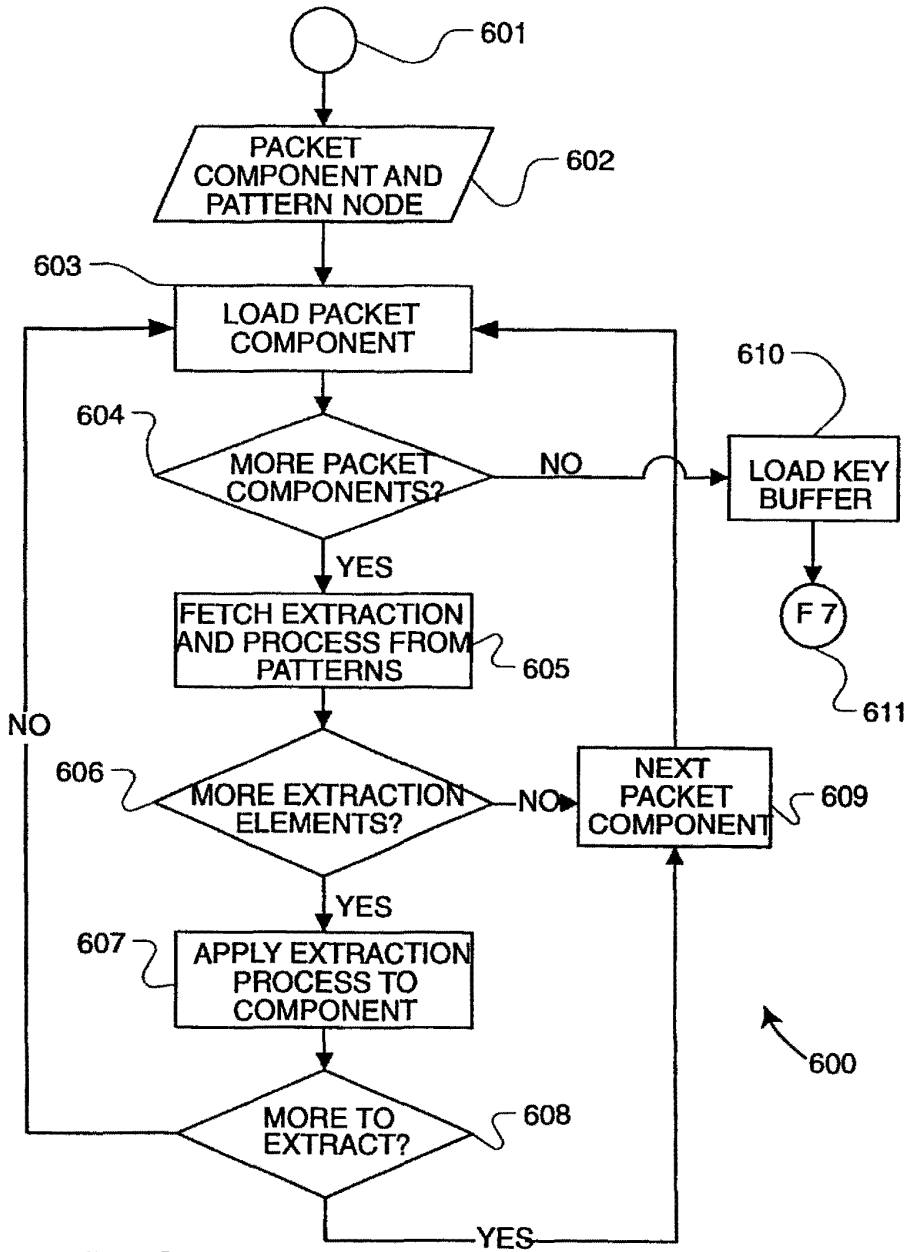 601
PACKET
COMPONENT AND
PATTERN NODE
602
603
LOAD PACKET
COMPONENT
610
604
MORE PACKET
COMPONENTS?
NO
LOAD KEY
BUFFER
YES
FETCH EXTRACTION
AND PROCESS FROM
PATTERNS
605
F 7
611
NO
606
MORE EXTRACTION
ELEMENTS?
NO
NEXT
PACKET
COMPONENT
609
YES
607
APPLY EXTRACTION
PROCESS TO
COMPONENT
600
MORE TO
EXTRACT?
608
YES